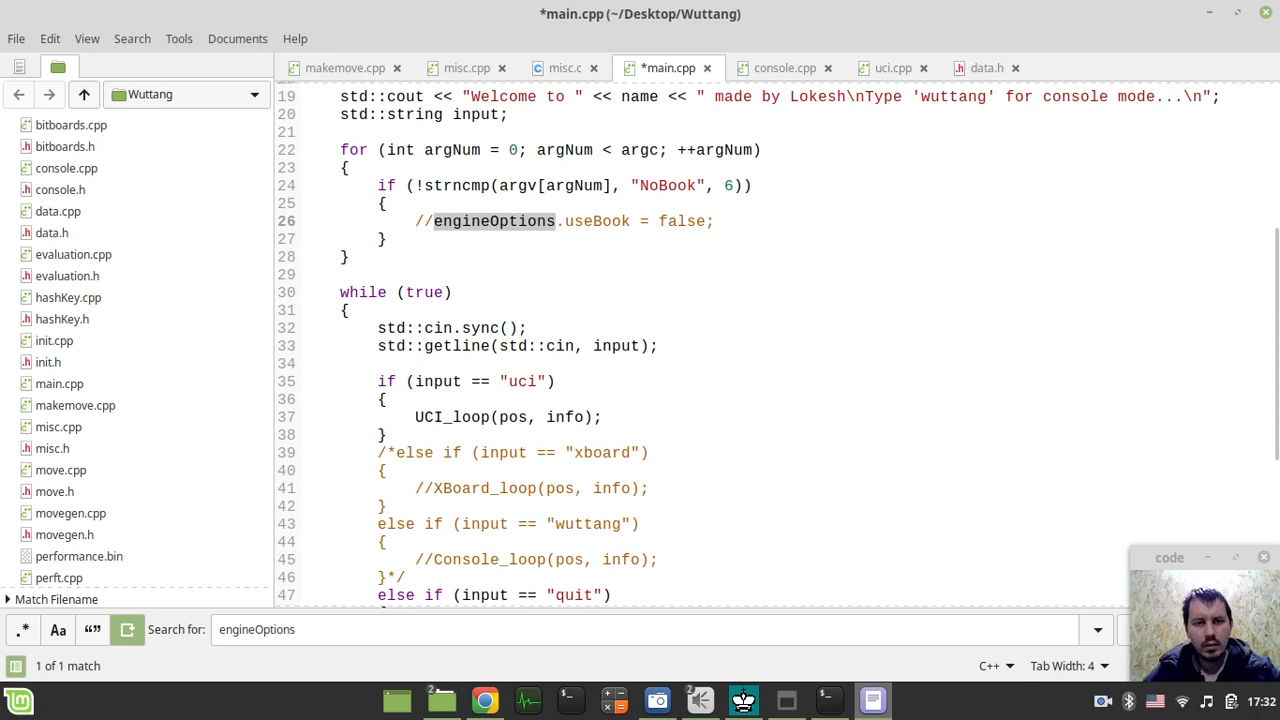 *main.cpp (~/Desktop/Wuttang)
File Edit View Search Tools Documents Help
makemove.cpp misc.cpp misc.c *main.cpp console.cpp uci.cpp data.h
Wuttang
bitboards.cpp
bitboards.h
console.cpp
console.h
data.cpp
data.h
evaluation.cpp
evaluation.h
hashKey.cpp
hashKey.h
init.cpp
init.h
main.cpp
makemove.cpp
misc.cpp
misc.h
move.cpp
move.h
movegen.cpp
movegen.h
performance.bin
perft.cpp
Match Filename
19 std::cout << "Welcome to " << name << " made by Lokesh\nType 'wuttang' for console mode...\n";
20 std::string input;
21
22 for (int argNum = 0; argNum < argc; ++argNum)
23 {
24 if (!strncmp(argv[argNum], "NoBook", 6))
25 {
26 //engineOptions.useBook = false;
27 }
28 }
29
30 while (true)
31 {
32 std::cin.sync();
33 std::getline(std::cin, input);
34
35 if (input == "uci")
36 {
37 UCI_loop(pos, info);
38 }
39 /*else if (input == "xboard")
40 {
41 //XBoard_loop(pos, info);
42 }
43 else if (input == "wuttang")
44 {
45 //Console_loop(pos, info);
46 }*/
47 else if (input == "quit")
code
.* Aa “” Search for: engineOptions
1 of 1 match C++ Tab Width: 4
2 2 17:32